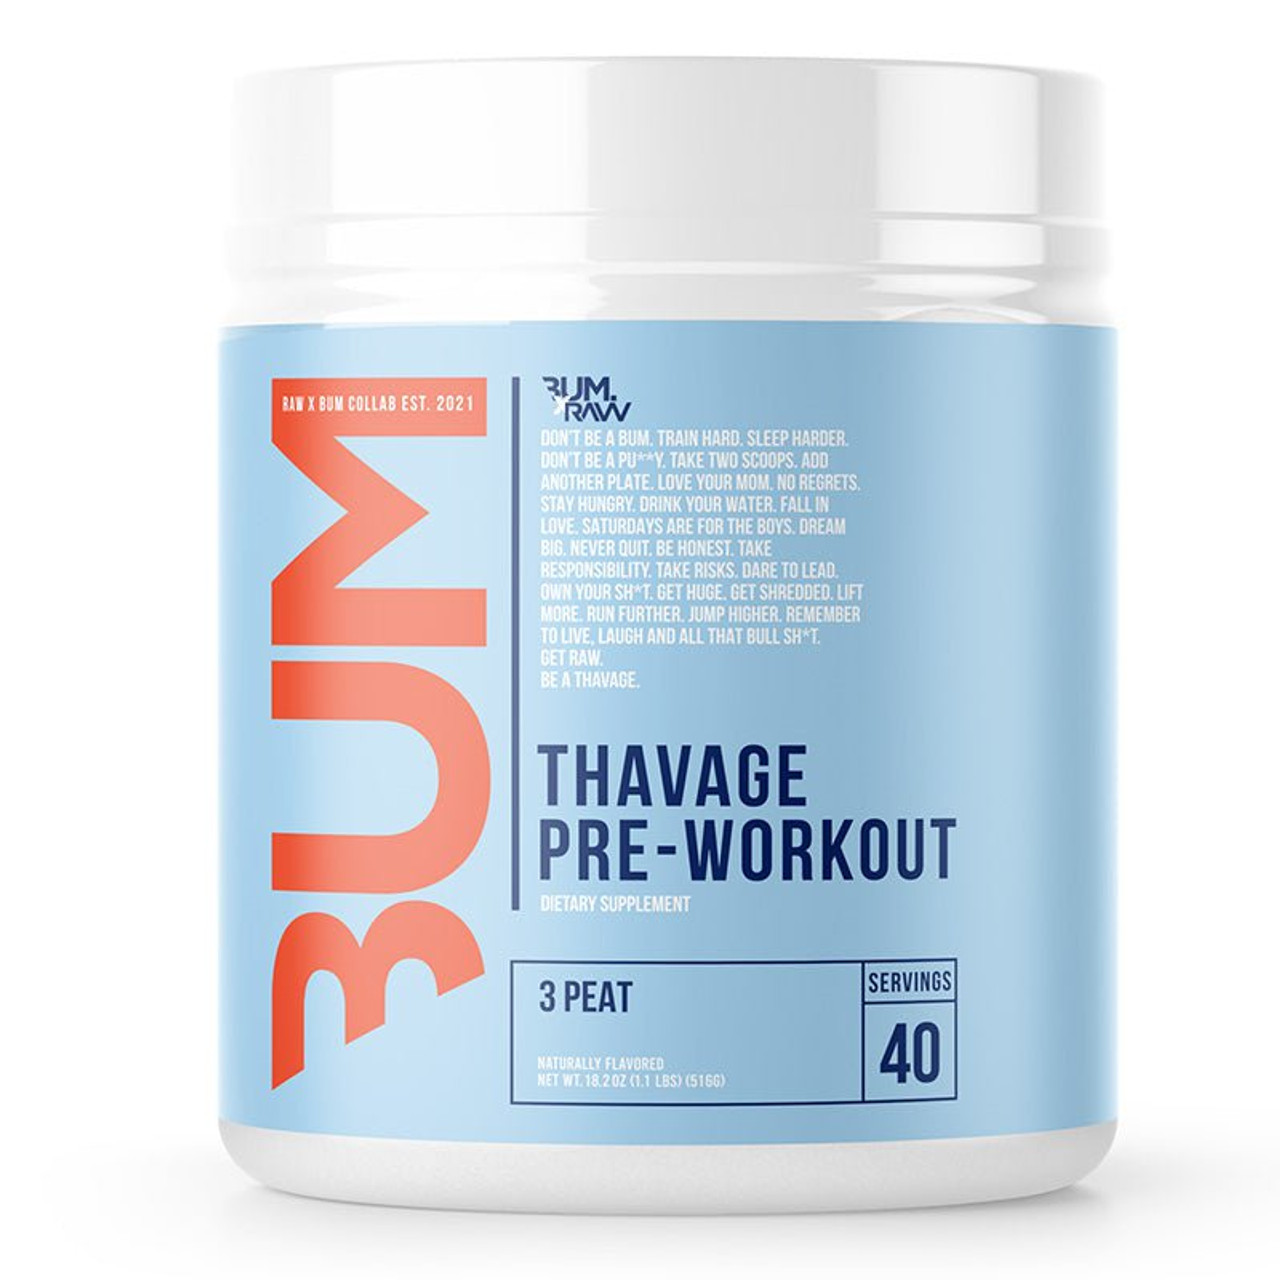 RAW X BUM COLLAB EST. 2021
BUM
BUM.
X RAW
DON'T BE A BUM. TRAIN HARD. SLEEP HARDER.
DON'T BE A PU**Y. TAKE TWO SCOOPS. ADD
ANOTHER PLATE. LOVE YOUR MOM. NO REGRETS.
STAY HUNGRY. DRINK YOUR WATER. FALL IN
LOVE. SATURDAYS ARE FOR THE BOYS. DREAM
BIG. NEVER QUIT. BE HONEST. TAKE
RESPONSIBILITY. TAKE RISKS. DARE TO LEAD.
OWN YOUR SH*T. GET HUGE. GET SHREDDED. LIFT
MORE. RUN FURTHER. JUMP HIGHER. REMEMBER
TO LIVE, LAUGH AND ALL THAT BULL SH*T.
GET RAW.
BE A THAVAGE.
THAVAGE
PRE-WORKOUT
DIETARY SUPPLEMENT
3 PEAT
SERVINGS
40
NATURALLY FLAVORED
NET WT. 18.2 OZ (1.1 LBS) (516G)